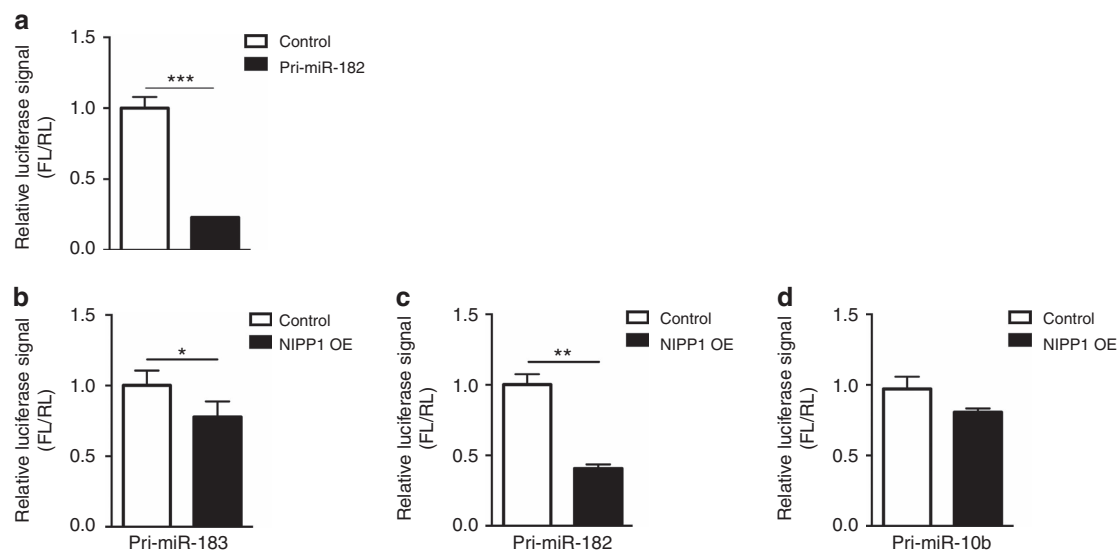 a
Relative luciferase signal
(FL/RL)
1.5
1.0
0.5
0.0
***
Control
Pri-miR-182
b
Relative luciferase signal
(FL/RL)
1.5
1.0
0.5
0.0
*
Control
NIPP1 OE
Pri-miR-183
c
Relative luciferase signal
(FL/RL)
1.5
1.0
0.5
0.0
**
Control
NIPP1 OE
Pri-miR-182
d
Relative luciferase signal
(FL/RL)
1.5
1.0
0.5
0.0
Control
NIPP1 OE
Pri-miR-10b